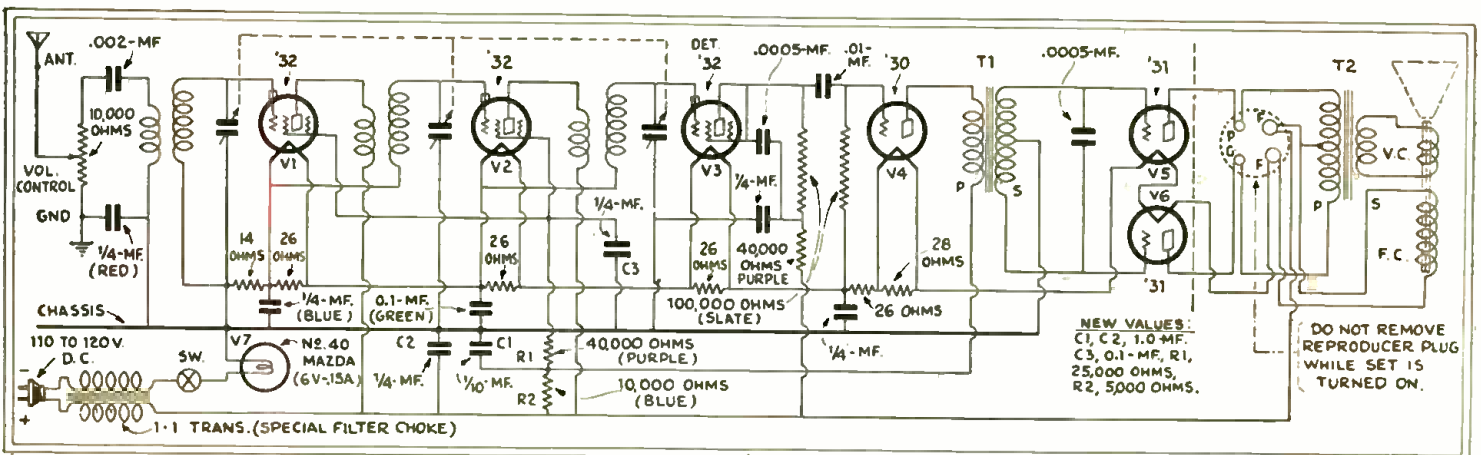 .002-MF
ANT.
10,000
OHMS
VOL.
CONTROL
GND
1/4-MF.
(RED)
'32
V1
14
OHMS
26
OHMS
1/4-MF.
(BLUE)
'32
V2
26
OHMS
0.1-MF.
(GREEN)
1/4-MF.
C3
DET.
'32
V3
.0005-MF.
.01-
MF.
1/4-MF.
26
OHMS
40,000
OHMS
PURPLE
100,000 OHMS
(SLATE)
'30
V4
28
OHMS
26 OHMS
1/4-MF.
T1
P
S
.0005-MF.
'31
V5
V6
'31
P
G
F
F
T2
P
S
V.C.
F.C.
CHASSIS
110 TO 120 V.
D.C.
-
+
SW.
V7
No. 40
MAZDA
(6V-.15A)
1-1 TRANS. (SPECIAL FILTER CHOKE)
C2
1/4-MF.
C1
1/10-MF.
R1
R2
40,000 OHMS
(PURPLE)
10,000 OHMS
(BLUE)
NEW VALUES:
C1, C2, 1.0-MF.
C3, 0.1-MF., R1,
25,000 OHMS,
R2, 5,000 OHMS.
DO NOT REMOVE
REPRODUCER PLUG
WHILE SET IS
TURNED ON.